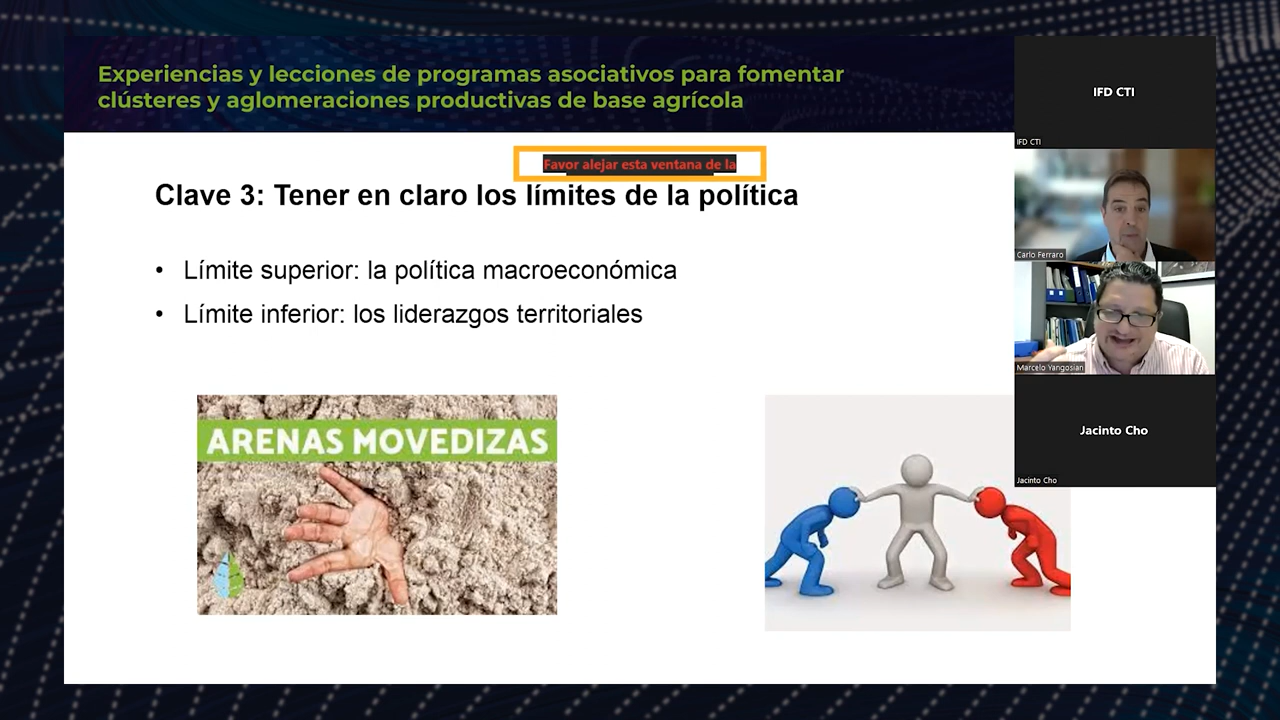 Experiencias y lecciones de programas asociativos para fomentar
clústeres y aglomeraciones productivas de base agrícola
Favor alejar esta ventana de la
Clave 3: Tener en claro los límites de la política
• Límite superior: la política macroeconómica
• Límite inferior: los liderazgos territoriales
ARENAS MOVEDIZAS
IFD CTI
IFD CTI
Carlo Ferraro
Marcelo Yangosian
Jacinto Cho
Jacinto Cho